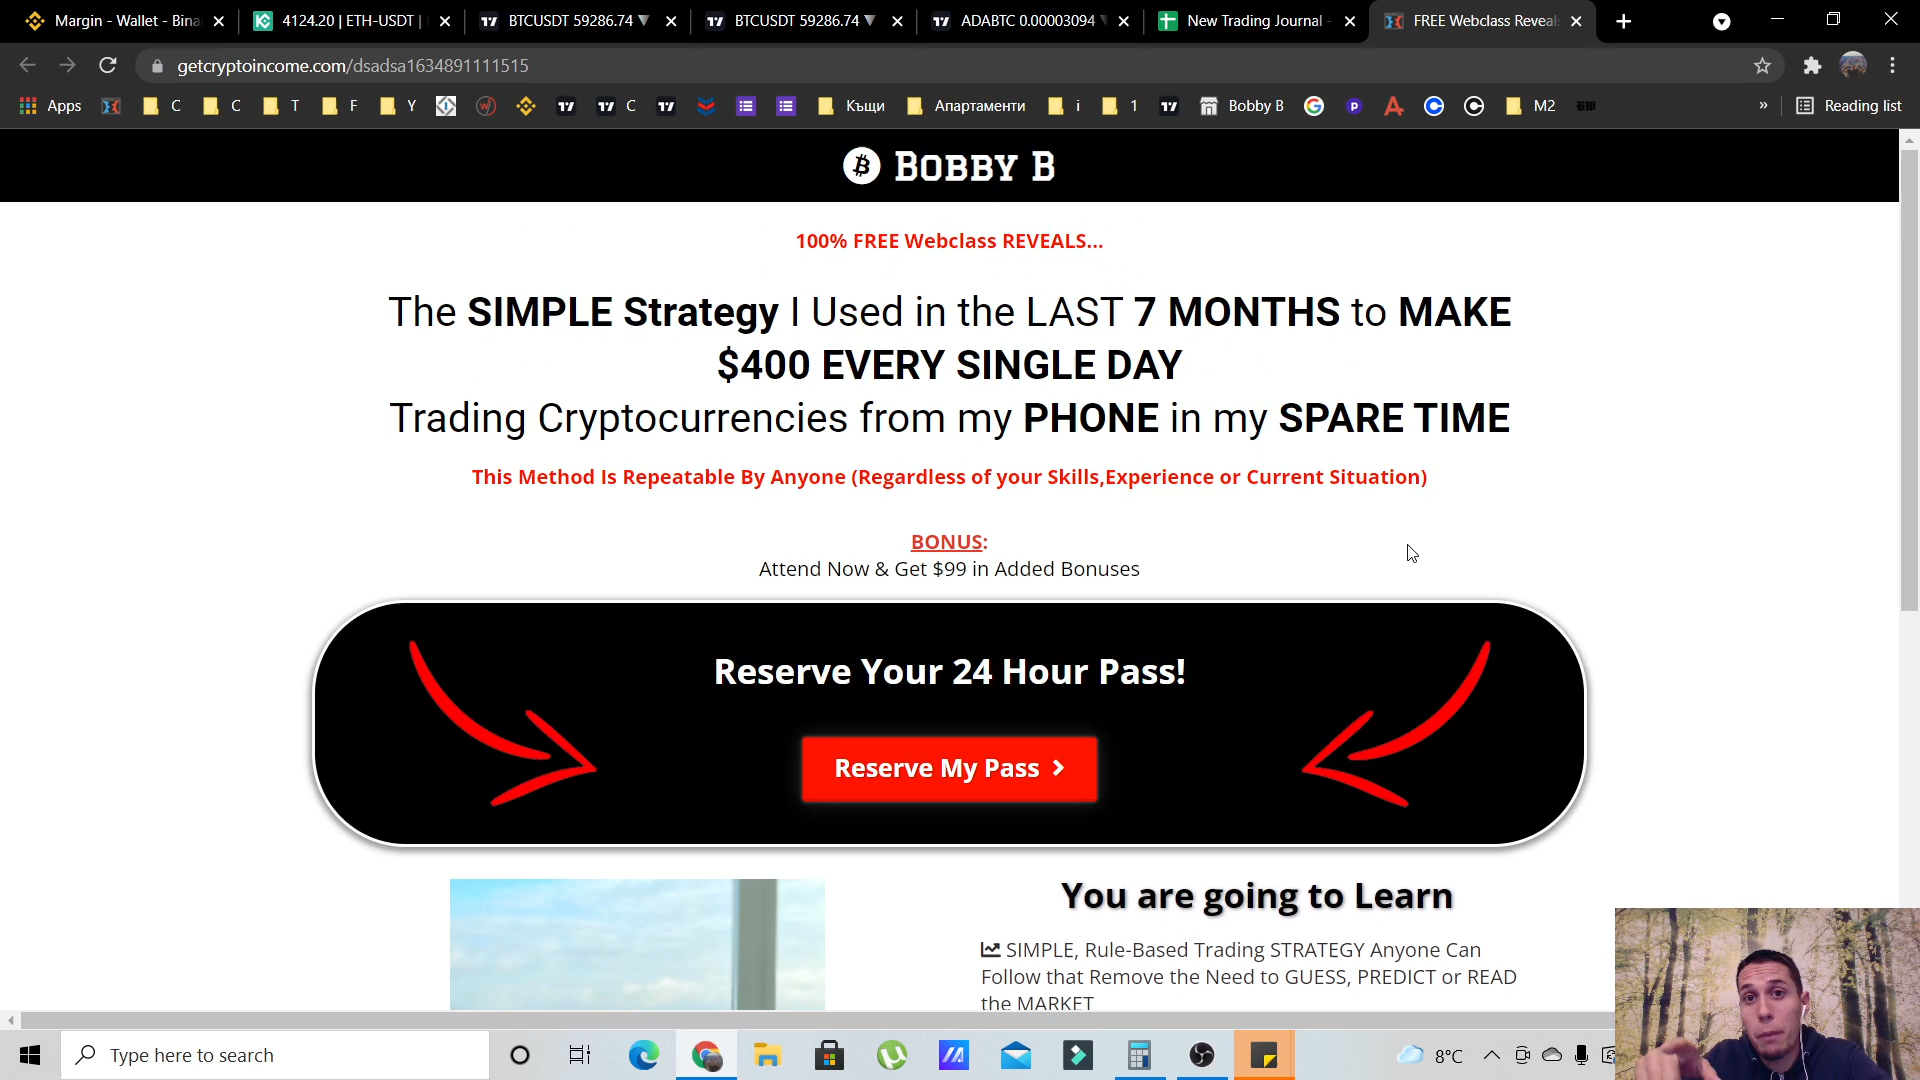 Margin - Wallet - Bina
4124.20 | ETH-USDT |
BTCUSDT 59286.74 ▼
BTCUSDT 59286.74 ▼
ADABTC 0.00003094
New Trading Journal -
FREE Webclass Reveal
getcryptoincome.com/dsadsa1634891111515
Apps
C
C
T
F
Y
C
Къщи
Апартаменти
i
1
Bobby B
M2
»
Reading list
BOBBY B
100% FREE Webclass REVEALS...
The SIMPLE Strategy I Used in the LAST 7 MONTHS to MAKE
$400 EVERY SINGLE DAY
Trading Cryptocurrencies from my PHONE in my SPARE TIME
This Method Is Repeatable By Anyone (Regardless of your Skills,Experience or Current Situation)
BONUS:
Attend Now & Get $99 in Added Bonuses
Reserve Your 24 Hour Pass!
Reserve My Pass
You are going to Learn
SIMPLE, Rule-Based Trading STRATEGY Anyone Can
Follow that Remove the Need to GUESS, PREDICT or READ
the MARKET
Type here to search
8°C